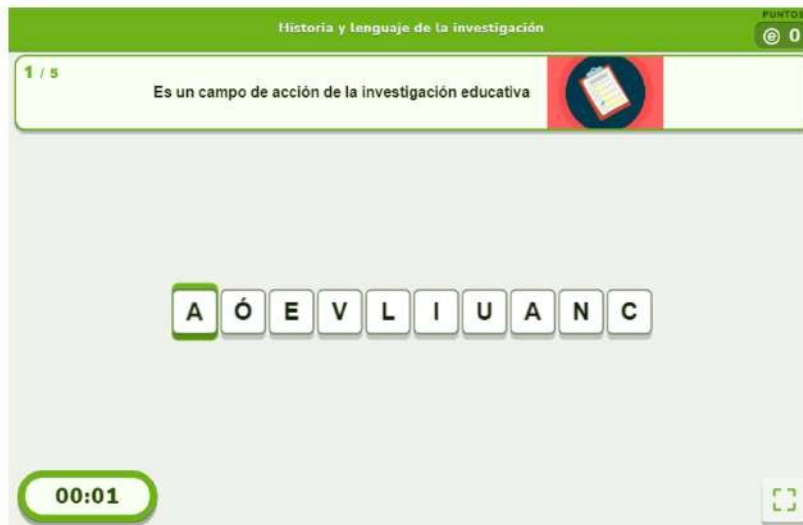 Historia y lenguaje de la investigación
PUNTOS
0
1 / 5
Es un campo de acción de la investigación educativa
A Ó E V L I U A N C
00:01